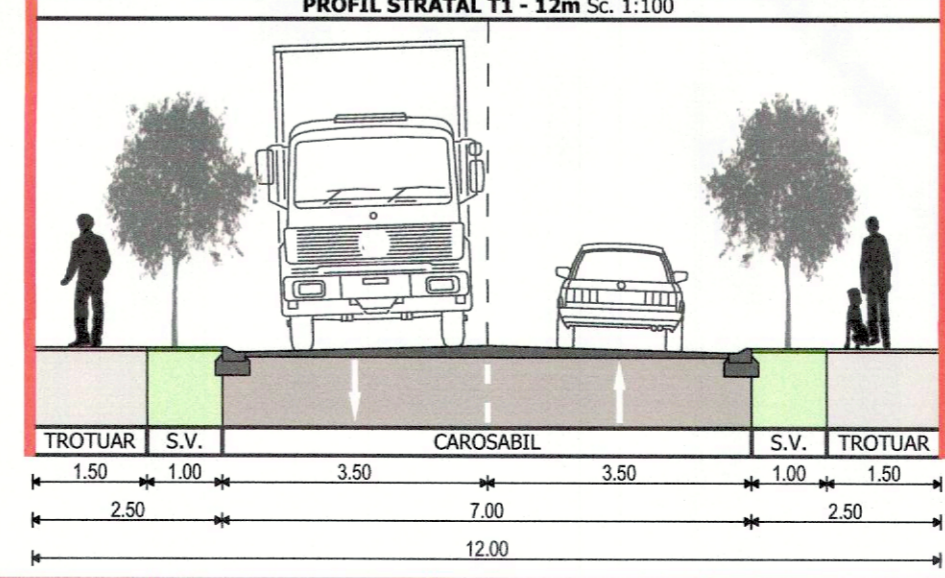 PROFIL STRATAL T1 - 12m Sc. 1:100
TROTUAR S.V. CAROSABIL S.V. TROTUAR
1.50 1.00 3.50 3.50 1.00 1.50
2.50 7.00 2.50
12.00